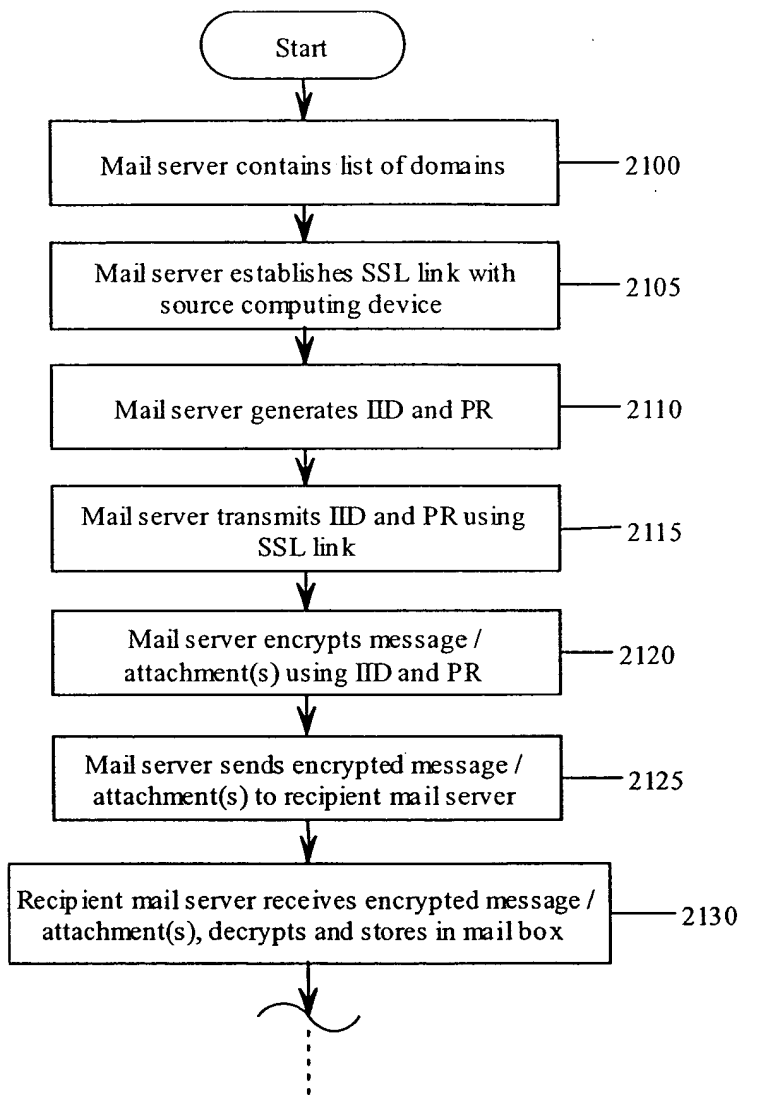 Start
Mail server contains list of domains
2100
Mail server establishes SSL link with
source computing device
2105
Mail server generates IID and PR
2110
Mail server transmits IID and PR using
SSL link
2115
Mail server encrypts message /
attachment(s) using IID and PR
2120
Mail server sends encrypted message /
attachment(s) to recipient mail server
2125
Recipient mail server receives encrypted message /
attachment(s), decrypts and stores in mail box
2130